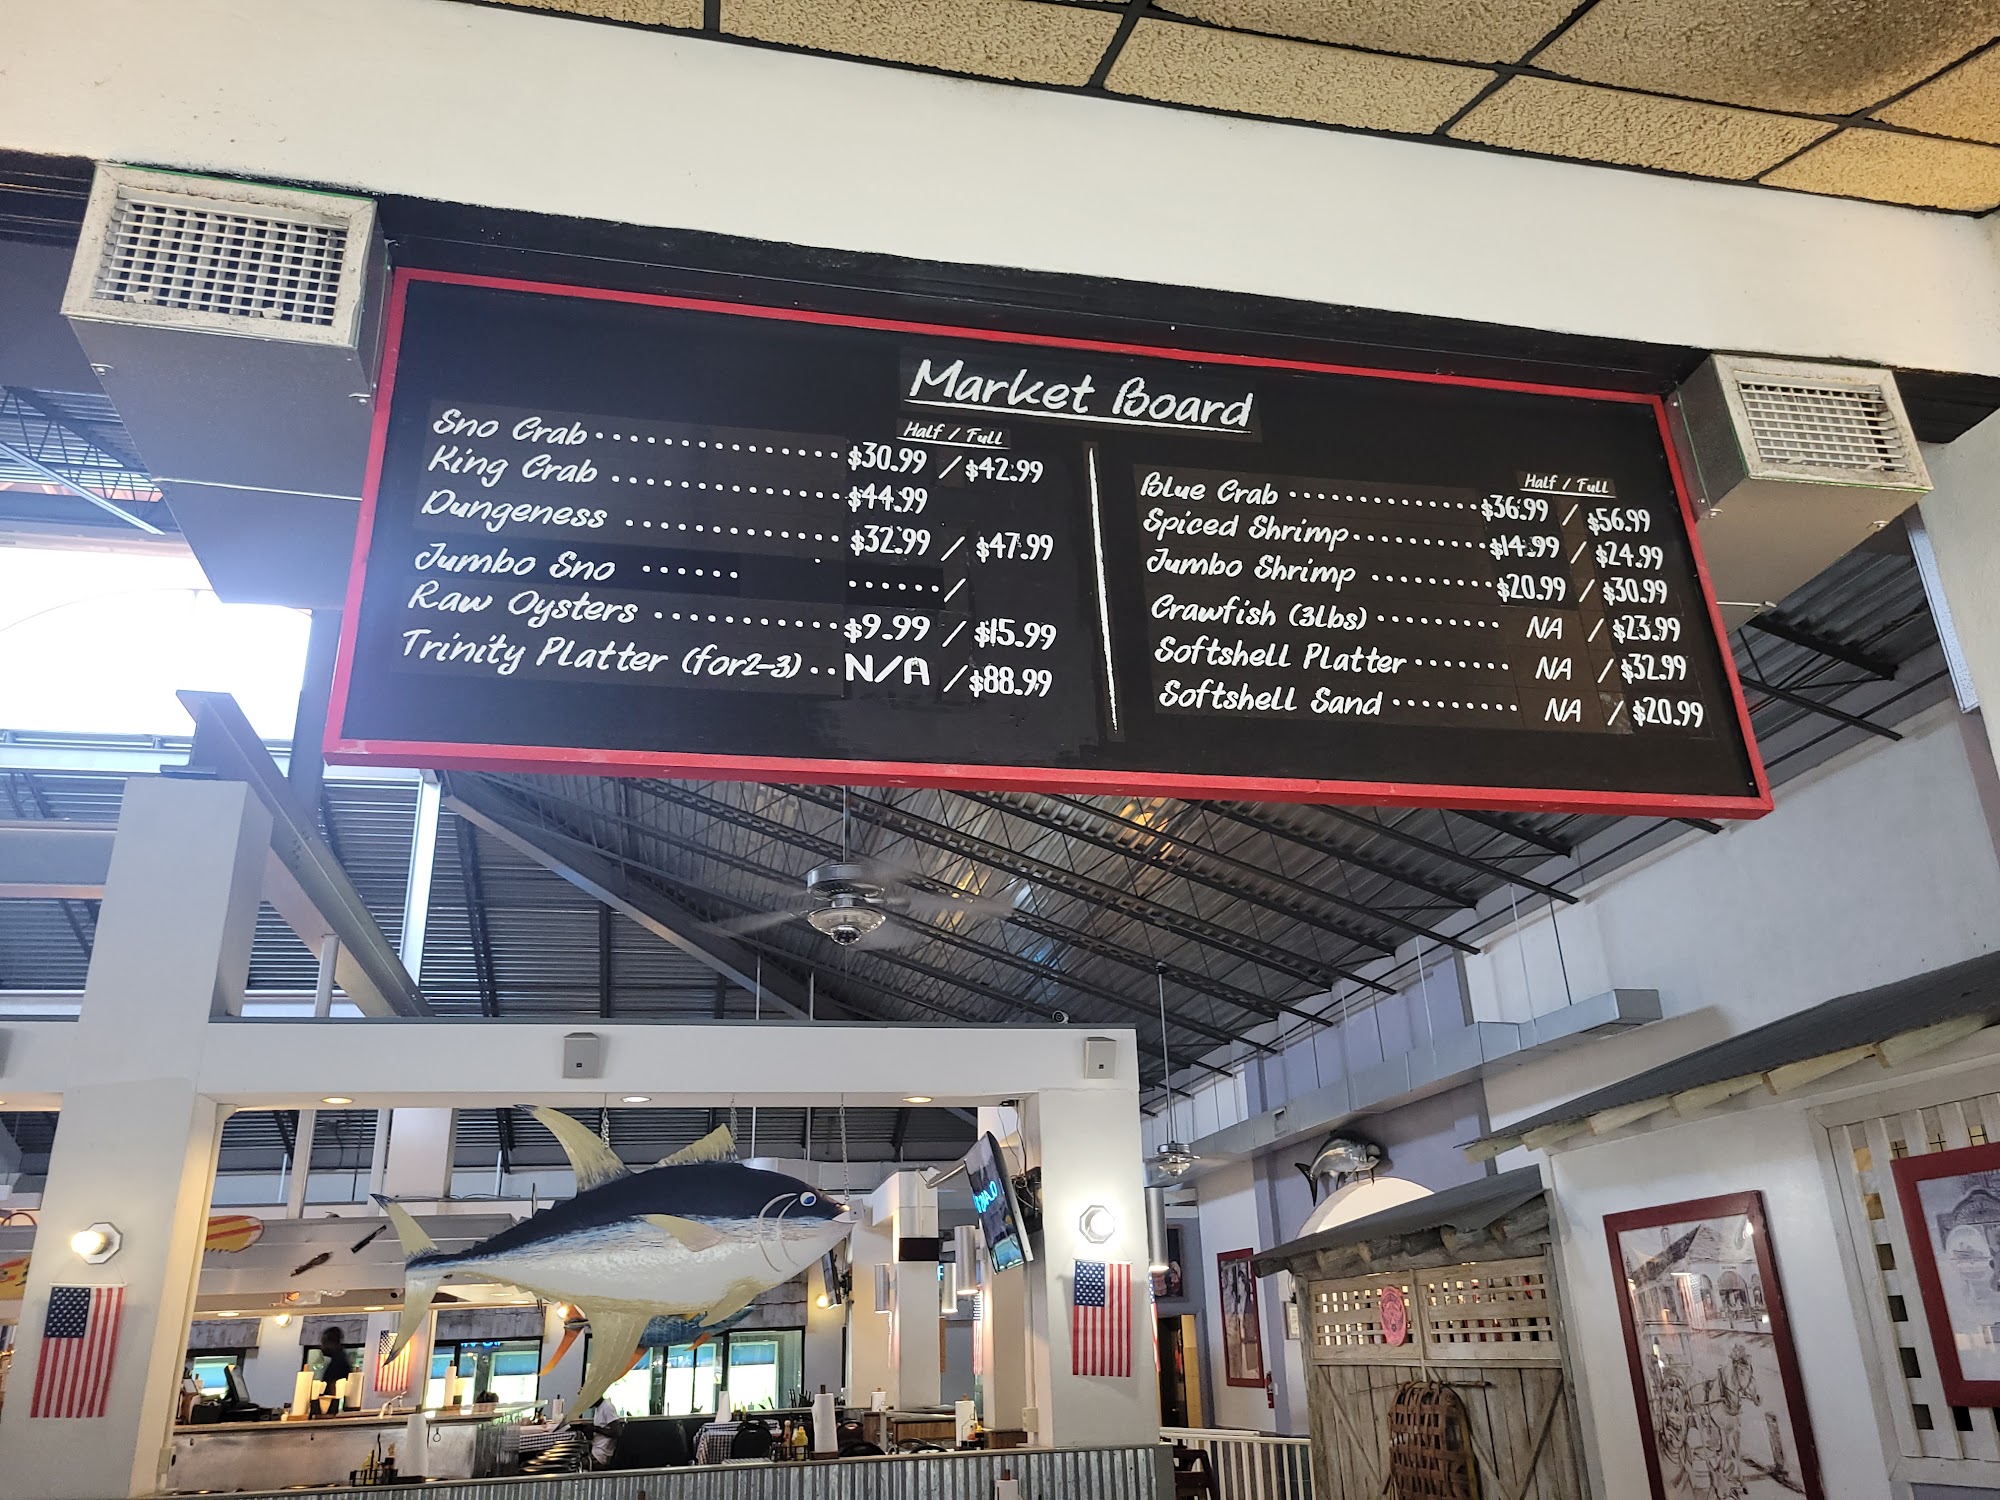 Market Board
Half / Full
Sno Crab .................. $30.99 / $42.99
King Crab ................. $44.99
Dungeness ................ $32.99 / $47.99
Jumbo Sno ...... ....../
Raw Oysters .............. $9.99 / $15.99
Trinity Platter (for2-3) .. N/A / $88.99
Half / Full
Blue Crab .............. $36.99 / $56.99
Spiced Shrimp .......... $14.99 / $24.99
Jumbo Shrimp ......... $20.99 / $30.99
Crawfish (3lbs) ......... NA / $23.99
Softshell Platter ....... NA / $32.99
Softshell Sand ......... NA / $20.99